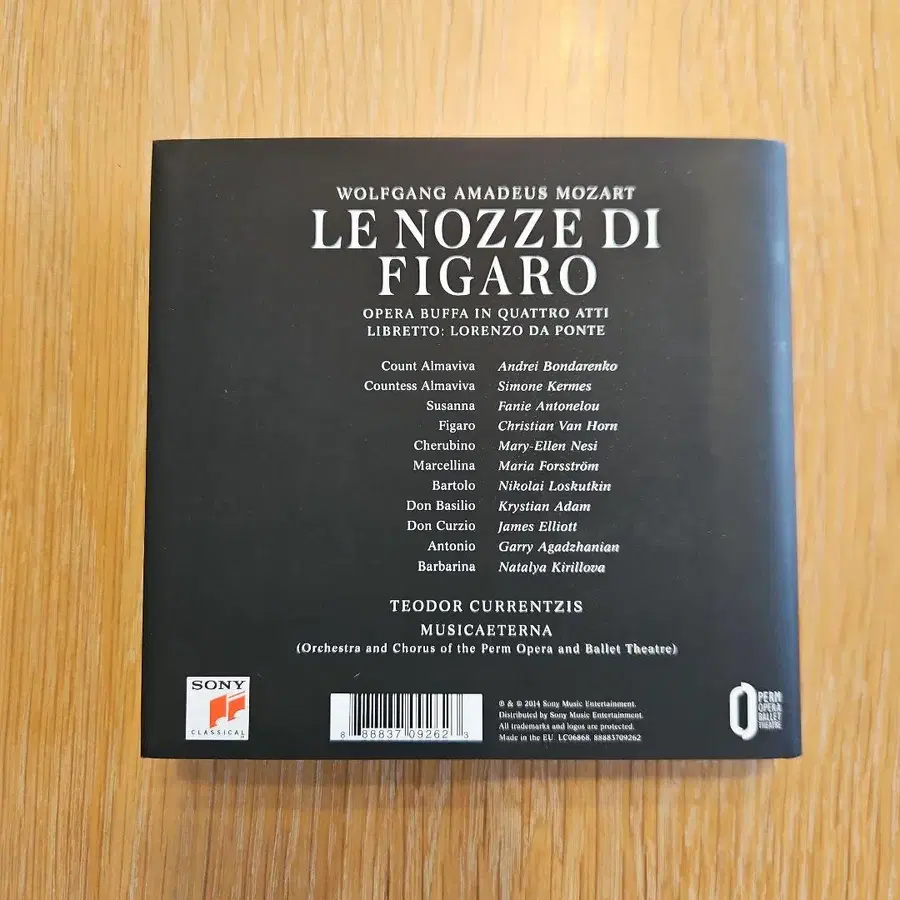 WOLFGANG AMADEUS MOZART
LE NOZZE DI
FIGARO
OPERA BUFFA IN QUATTRO ATTI
LIBRETTO: LORENZO DA PONTE
Count Almaviva Andrei Bondarenko
Countess Almaviva Simone Kermes
Susanna Fanie Antonelou
Figaro Christian Van Horn
Cherubino Mary-Ellen Nesi
Marcellina Maria Forsström
Bartolo Nikolai Loskutkin
Don Basilio Krystian Adam
Don Curzio James Elliott
Antonio Garry Agadzhanian
Barbarina Natalya Kirillova
TEODOR CURRENTZIS
MUSICAETERNA
(Orchestra and Chorus of the Perm Opera and Ballet Theatre)
SONY
CLASSICAL
8 88837 09262 3
℗ & © 2014 Sony Music Entertainment.
Distributed by Sony Music Entertainment.
All trademarks and logos are protected.
Made in the EU. LC06868. 88883709262
PERM
OPERA
BALLET
THEATRE